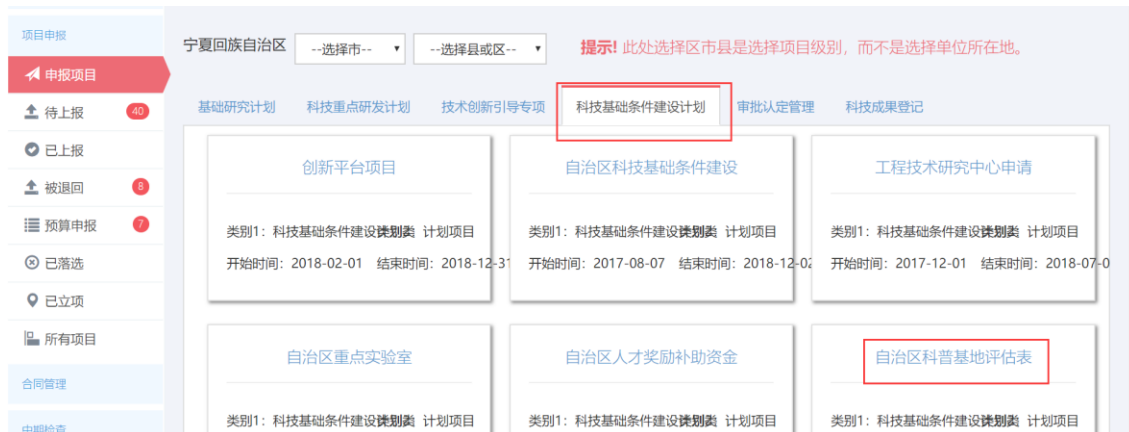 项目申报
申报项目
待上报 40
已上报
被退回 8
预算申报 7
已落选
已立项
所有项目
合同管理
中期检查
宁夏回族自治区 --选择市-- --选择县或区-- 提示! 此处选择区市县是选择项目级别，而不是选择单位所在地。
基础研究计划 科技重点研发计划 技术创新引导专项 科技基础条件建设计划 审批认定管理 科技成果登记
创新平台项目 自治区科技基础条件建设 工程技术研究中心申请
类别1：科技基础条件建设 计划项目 类别1：科技基础条件建设 计划项目 类别1：科技基础条件建设 计划项目
开始时间：2018-02-01 结束时间：2018-12-31 开始时间：2017-08-07 结束时间：2018-12-02 开始时间：2017-12-01 结束时间：2018-07-0
自治区重点实验室 自治区人才奖励补助资金 自治区科普基地评估表
类别1：科技基础条件建设 计划项目 类别1：科技基础条件建设 计划项目 类别1：科技基础条件建设 计划项目